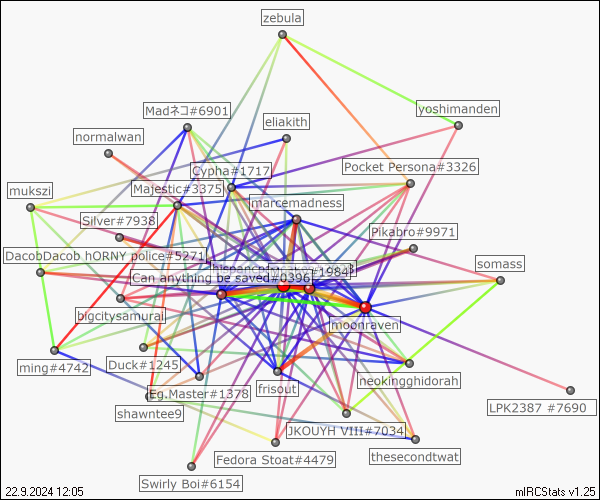 zebula
yoshimanden
Madネコ#6901
eliakith
normalwan
Cypha#1717
Pocket Persona#3326
Majestic#3375
mukszi
marcemadness
Silver#7938
Pikabro#9971
DacobDacob hORNY police#5271
somass
#1984
Can anything be saved#0396
bigcitysamurai
moonraven
ming#4742
Duck#1245
neokingghidorah
frisout
Eg.Master#1378
LPK2387 #7690
shawntee9
JKOUYH VIII#7034
thesecondtwat
Fedora Stoat#4479
Swirly Boi#6154
22.9.2024 12:05
mIRCStats v1.25